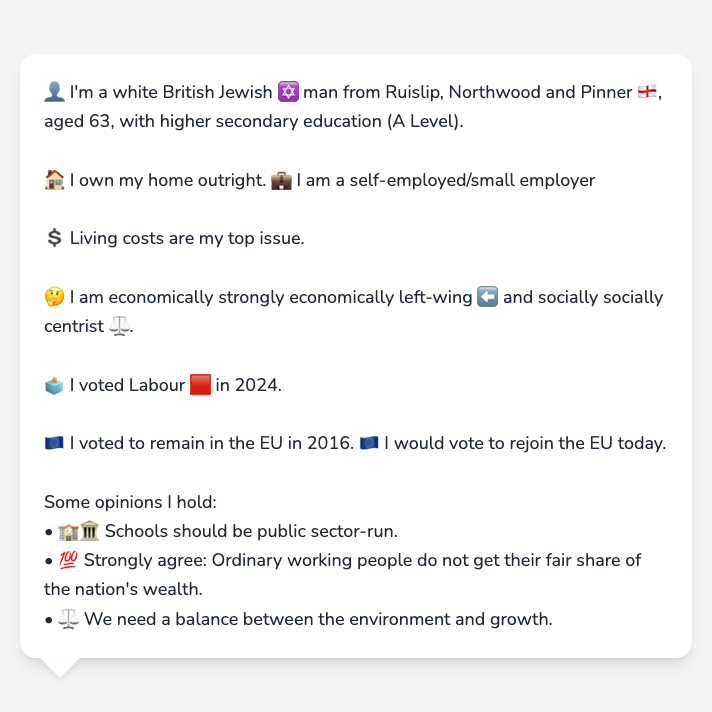 👤 I'm a white British Jewish ✡️ man from Ruislip, Northwood and Pinner 🏴󠁧󠁢󠁥󠁮󠁧󠁿,
aged 63, with higher secondary education (A Level).
🏠 I own my home outright. 💼 I am a self-employed/small employer
💲 Living costs are my top issue.
🤔 I am economically strongly economically left-wing ⬅️ and socially socially
centrist ⚖️.
🗳️ I voted Labour 🟥 in 2024.
🇪🇺 I voted to remain in the EU in 2016. 🇪🇺 I would vote to rejoin the EU today.
Some opinions I hold:
• 🏫🏛️ Schools should be public sector-run.
• 💯 Strongly agree: Ordinary working people do not get their fair share of
the nation's wealth.
• ⚖️ We need a balance between the environment and growth.